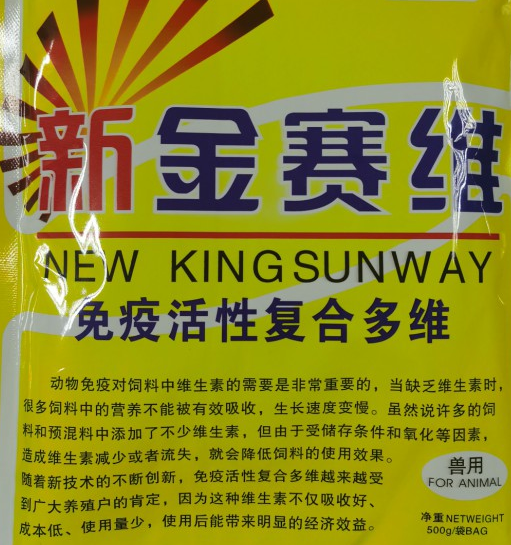 新金赛维
NEW KINGSUNWAY
免疫活性复合多维
动物免疫对饲料中维生素的需要是非常重要的，当缺乏维生素时，
很多饲料中的营养不能被有效吸收，生长速度变慢。虽然说许多的饲
料和预混料中添加了不少维生素，但由于受储存条件和氧化等因素，
造成维生素减少或者流失，就会降低饲料的使用效果。
随着新技术的不断创新，免疫活性复合多维越来越受
到广大养殖户的肯定，因为这种维生素不仅吸收好、
成本低、使用量少，使用后能带来明显的经济效益。
兽用
FOR ANIMAL
净重NETWEIGHT
500g/袋BAG